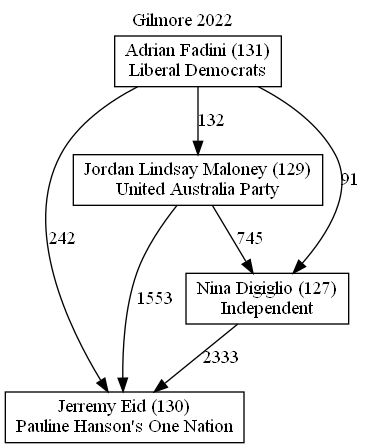 Gilmore 2022
Adrian Fadini (131)
Liberal Democrats
132
Jordan Lindsay Maloney (129)
United Australia Party
91
242
745
1553
Nina Digiglio (127)
Independent
2333
Jerremy Eid (130)
Pauline Hanson's One Nation